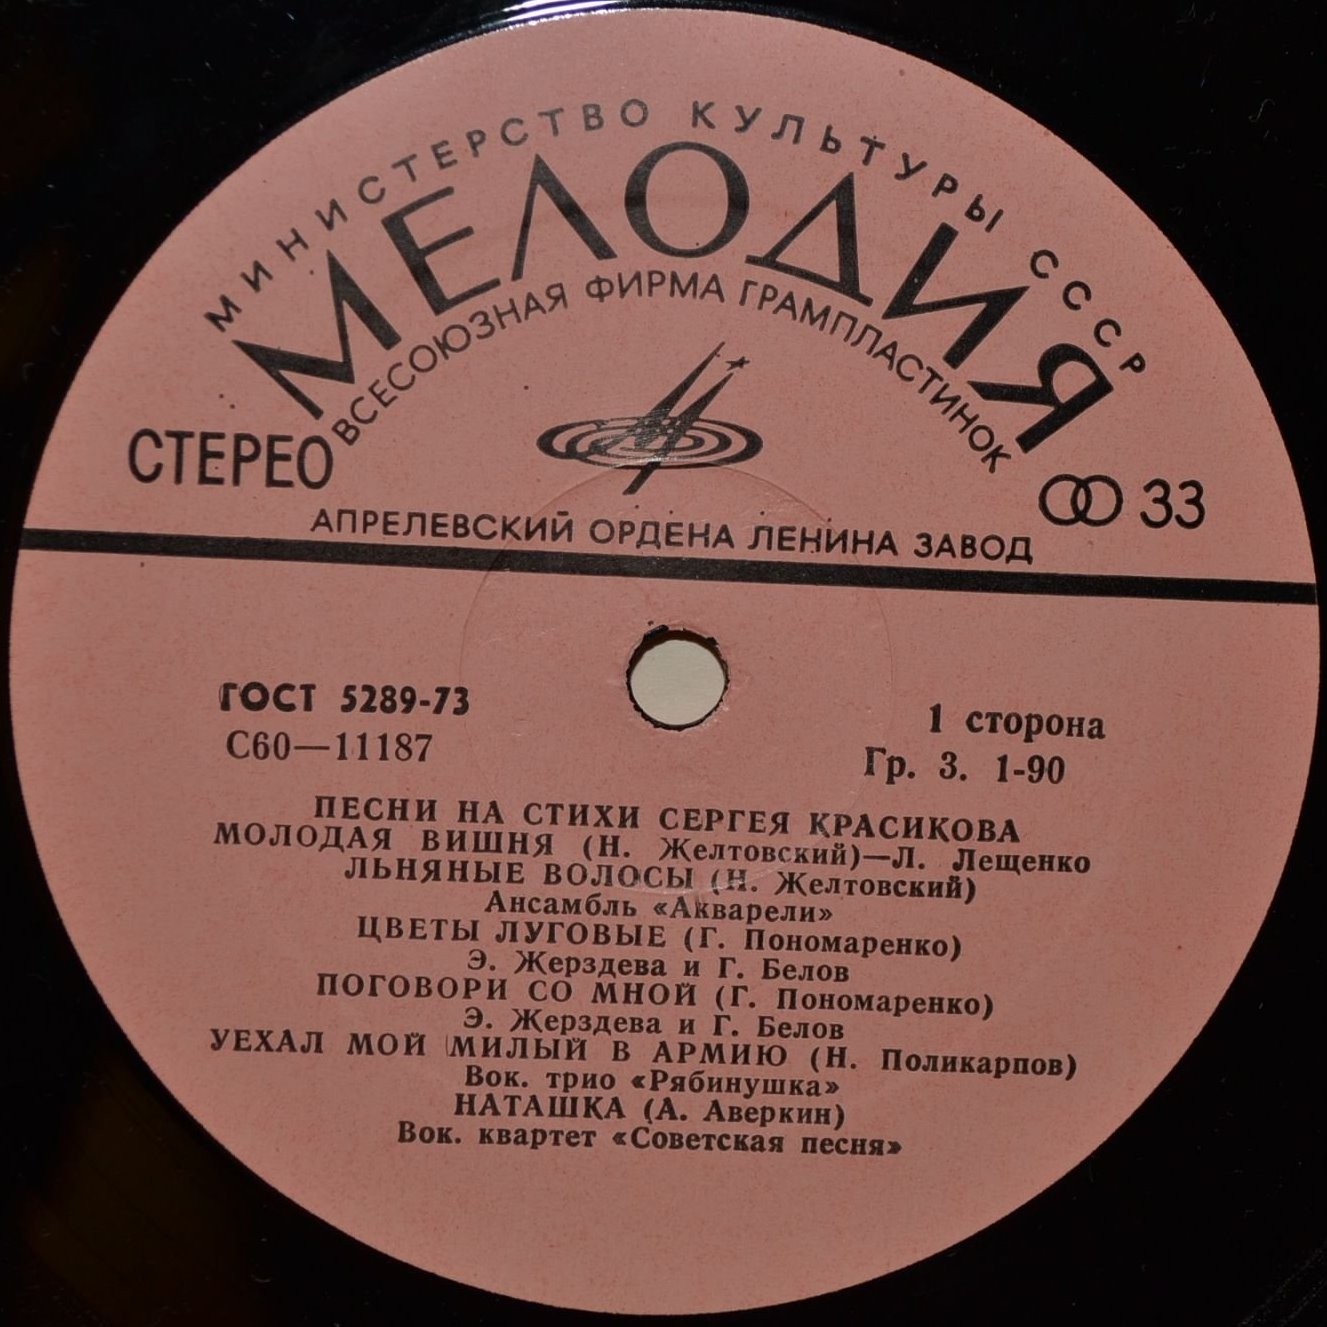 МИНИСТЕРСТВО КУЛЬТУРЫ СССР
МЕЛОДИЯ
ВСЕСОЮЗНАЯ ФИРМА ГРАМПЛАСТИНОК
СТЕРЕО
33
АПРЕЛЕВСКИЙ ОРДЕНА ЛЕНИНА ЗАВОД
ГОСТ 5289-73
С60—11187
1 сторона
Гр. 3. 1-90
ПЕСНИ НА СТИХИ СЕРГЕЯ КРАСИКОВА
МОЛОДАЯ ВИШНЯ (Н. Желтовский)—Л. Лещенко
ЛЬНЯНЫЕ ВОЛОСЫ (Н. Желтовский)
Ансамбль «Акварели»
ЦВЕТЫ ЛУГОВЫЕ (Г. Пономаренко)
Э. Жерздева и Г. Белов
ПОГОВОРИ СО МНОЙ (Г. Пономаренко)
Э. Жерздева и Г. Белов
УЕХАЛ МОЙ МИЛЫЙ В АРМИЮ (Н. Поликарпов)
Вок. трио «Рябинушка»
НАТАШКА (А. Аверкин)
Вок. квартет «Советская песня»